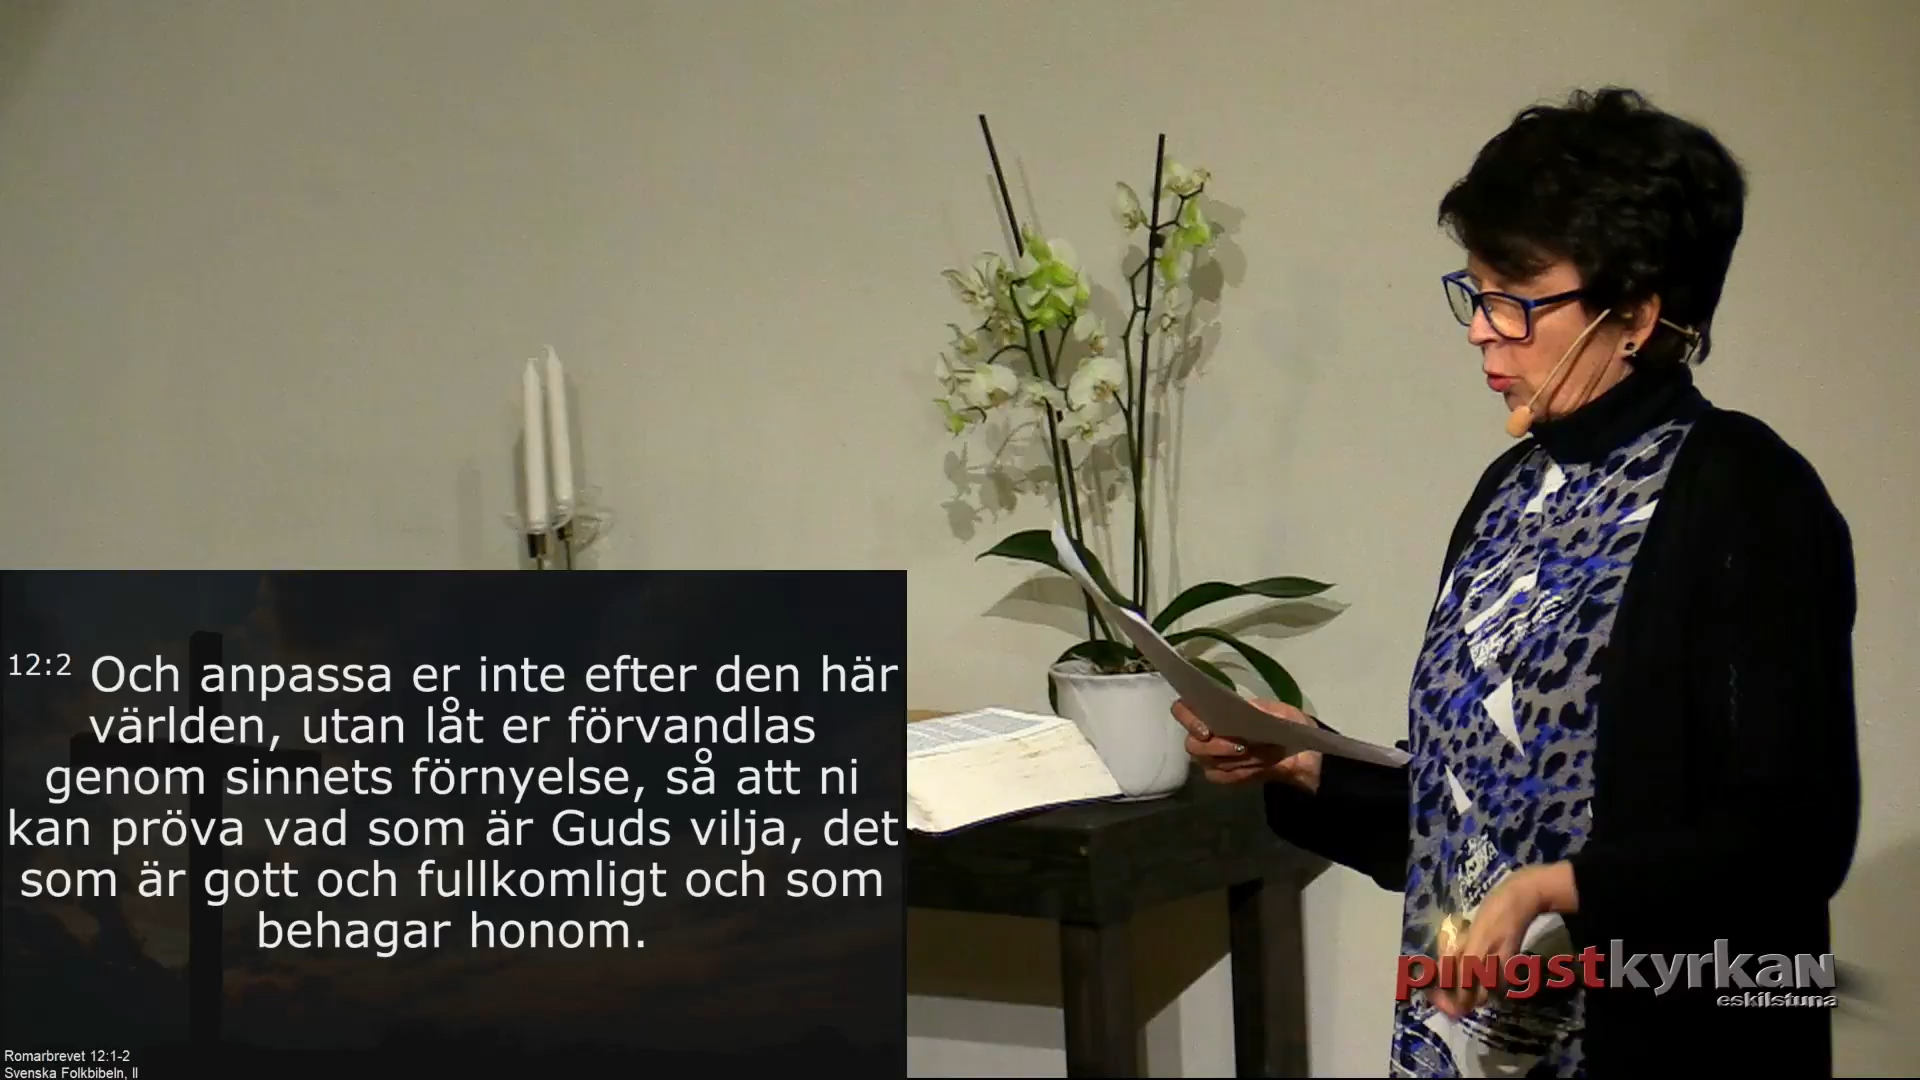 12:2 Och anpassa er inte efter den här
världen, utan låt er förvandlas
genom sinnets förnyelse, så att ni
kan pröva vad som är Guds vilja, det
som är gott och fullkomligt och som
behagar honom.
Romarbrevet 12:1-2
Svenska Folkbibeln, II
pingstkyrkan
eskilstuna